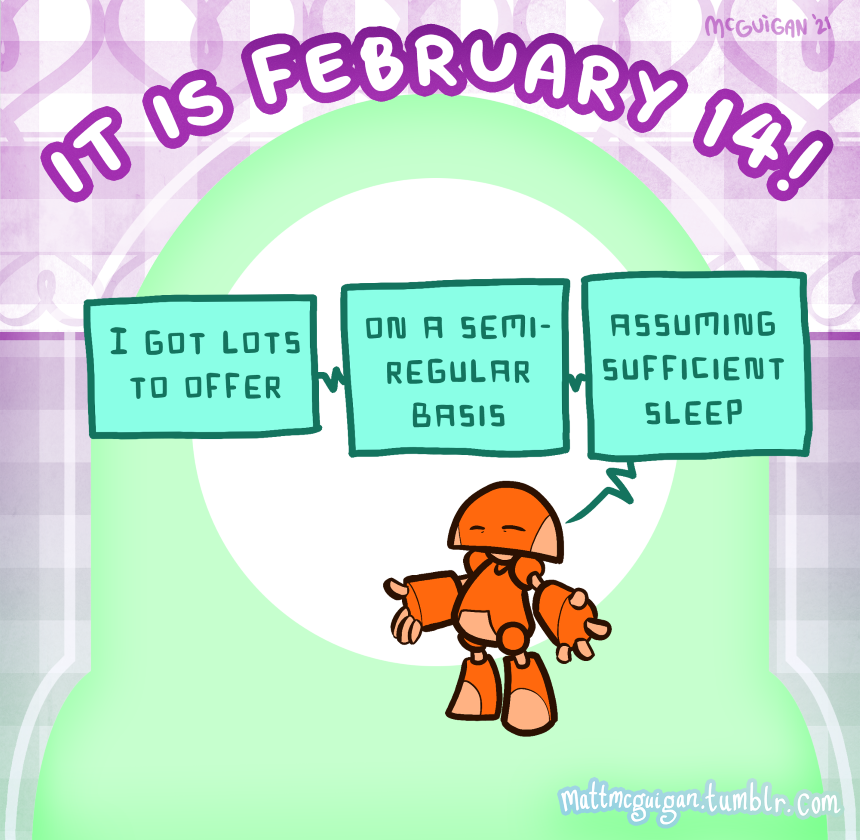 McGUiGAN '21
IT IS FEBRUARY 14!
I GOT LOTS
TO OFFER
ON A SEMI-
REGULAR
BASIS
ASSUMING
SUFFICIENT
SLEEP
mattmcguigan.tumblr.com